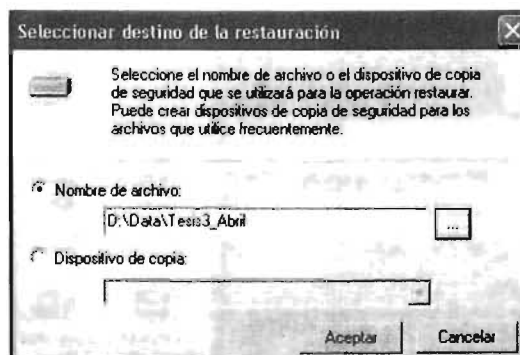 Seleccionar destino de la restauración
Seleccione el nombre de archivo o el dispositivo de copia
de seguridad que se utilizará para la operación restaurar.
Puede crear dispositivos de copia de seguridad para los
archivos que utilice frecuentemente.
Nombre de archivo:
D:\Data\Tesis3_Abril
...
Dispositivo de copia:
Aceptar
Cancelar